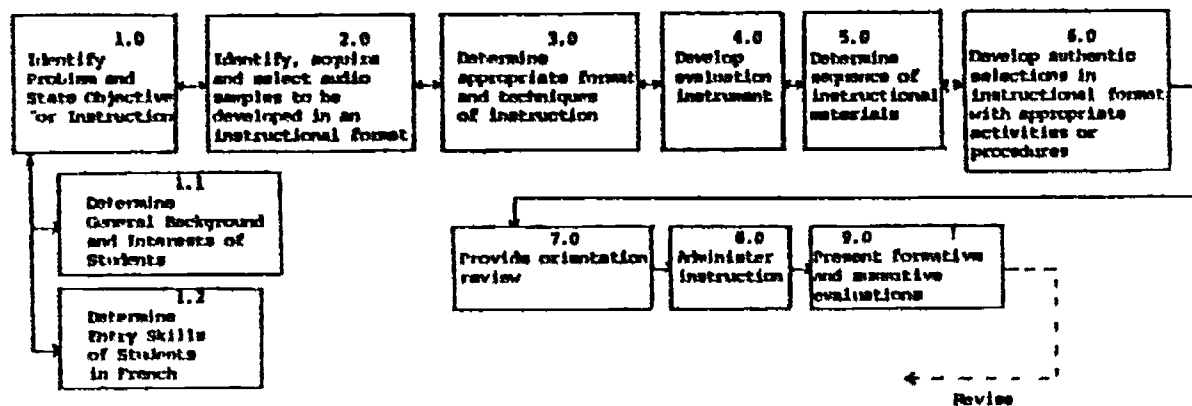 1.0
Identify
Problem and
State Objective
for Instruction
2.0
Identify, acquire
and select audio
samples to be
developed in an
instructional format
3.0
Determine
appropriate format
and techniques
of instruction
4.0
Develop
evaluation
instrument
5.0
Determine
sequence of
instructional
materials
6.0
Develop authentic
selections in
instructional format
with appropriate
activities or
procedures
1.1
Determine
General Background
and Interests of
Students
1.2
Determine
Entry Skills
of Students
in French
7.0
Provide orientation
review
8.0
Administer
instruction
9.0
Present formative
and summative
evaluations
Revise